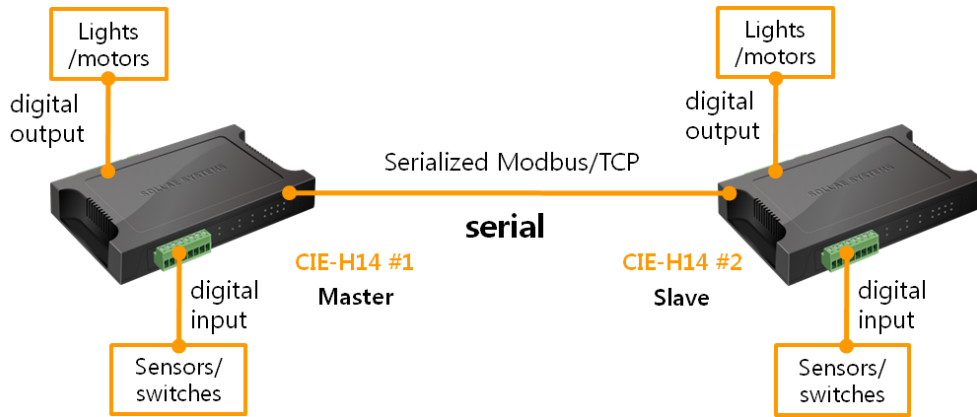 Lights
/motors
digital
output
Serialized Modbus/TCP
serial
CIE-H14 #1
Master
digital
input
Sensors/
switches
Lights
/motors
digital
output
CIE-H14 #2
Slave
digital
input
Sensors/
switches